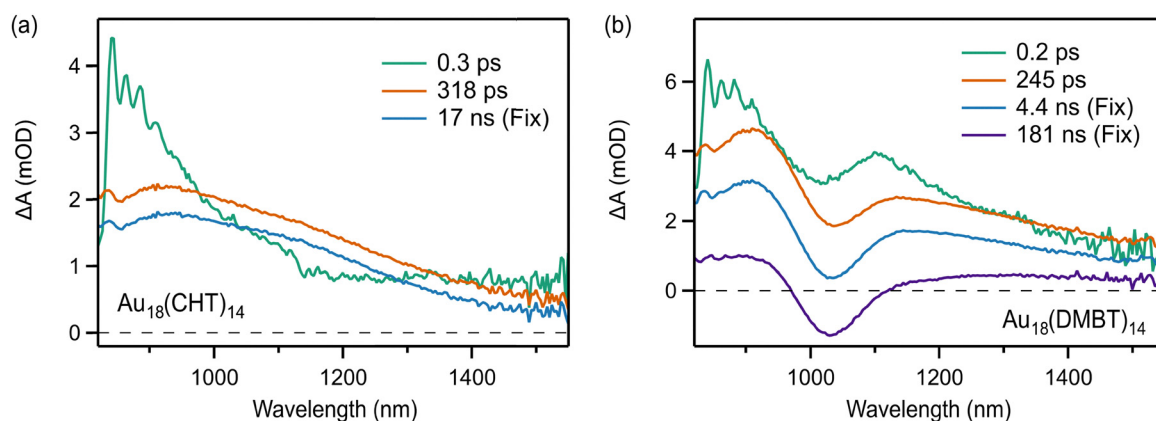 (a)
ΔA (mOD)
4
3
2
1
0
0.3 ps
318 ps
17 ns (Fix)
Au18(CHT)14
1000
1200
1400
Wavelength (nm)
(b)
ΔA (mOD)
6
4
2
0
0.2 ps
245 ps
4.4 ns (Fix)
181 ns (Fix)
Au18(DMBT)14
1000
1200
1400
Wavelength (nm)